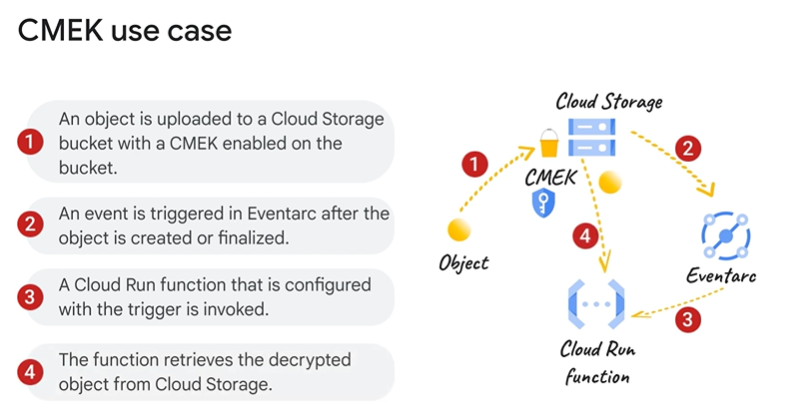 CMEK use case
1
An object is uploaded to a Cloud Storage
bucket with a CMEK enabled on the
bucket.
2
An event is triggered in Eventarc after the
object is created or finalized.
3
A Cloud Run function that is configured
with the trigger is invoked.
4
The function retrieves the decrypted
object from Cloud Storage.
Cloud Storage
1
2
CMEK
4
Object
Eventarc
3
Cloud Run
function